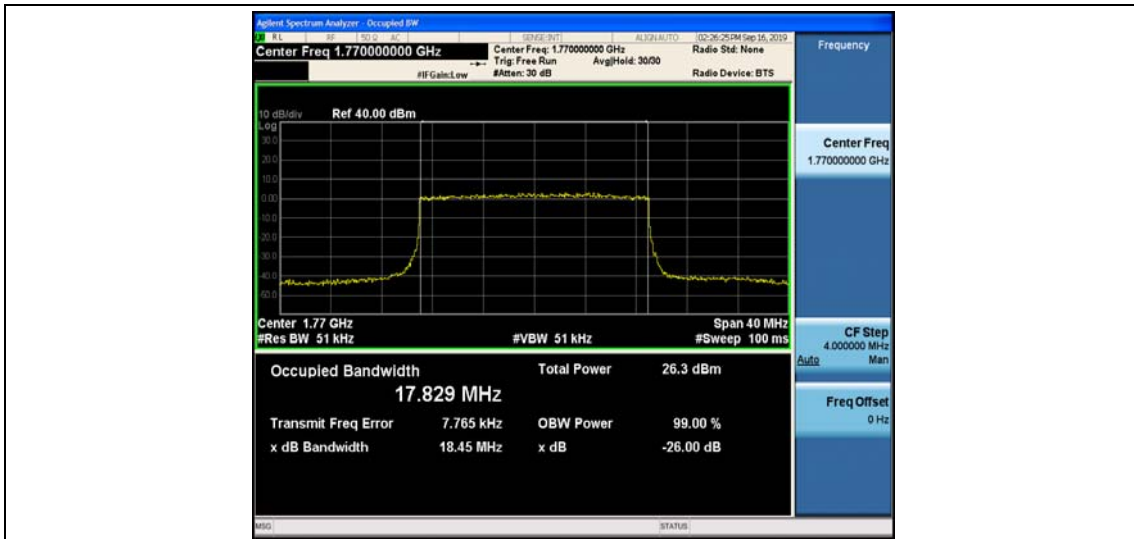 Agilent Spectrum Analyzer - Occupied BW
RL RF 50 Ω AC SENSE:INT ALIGN AUTO 02:26:25 PM Sep 16, 2019
Center Freq 1.770000000 GHz
Center Freq: 1.770000000 GHz
Radio Std: None
Trig: Free Run Avg|Hold: 30/30
#IFGain:Low
#Atten: 30 dB
Radio Device: BTS
10 dB/div Ref 40.00 dBm
Log
30.0
20.0
10.0
0.00
10.0
20.0
30.0
40.0
50.0
Center 1.77 GHz Span 40 MHz
#Res BW 51 kHz #VBW 51 kHz #Sweep 100 ms
Occupied Bandwidth Total Power 26.3 dBm
17.829 MHz
Transmit Freq Error 7.765 kHz OBW Power 99.00 %
x dB Bandwidth 18.45 MHz x dB -26.00 dB
MSG STATUS
Frequency
Center Freq
1.770000000 GHz
CF Step
4.000000 MHz
Auto Man
Freq Offset
0 Hz